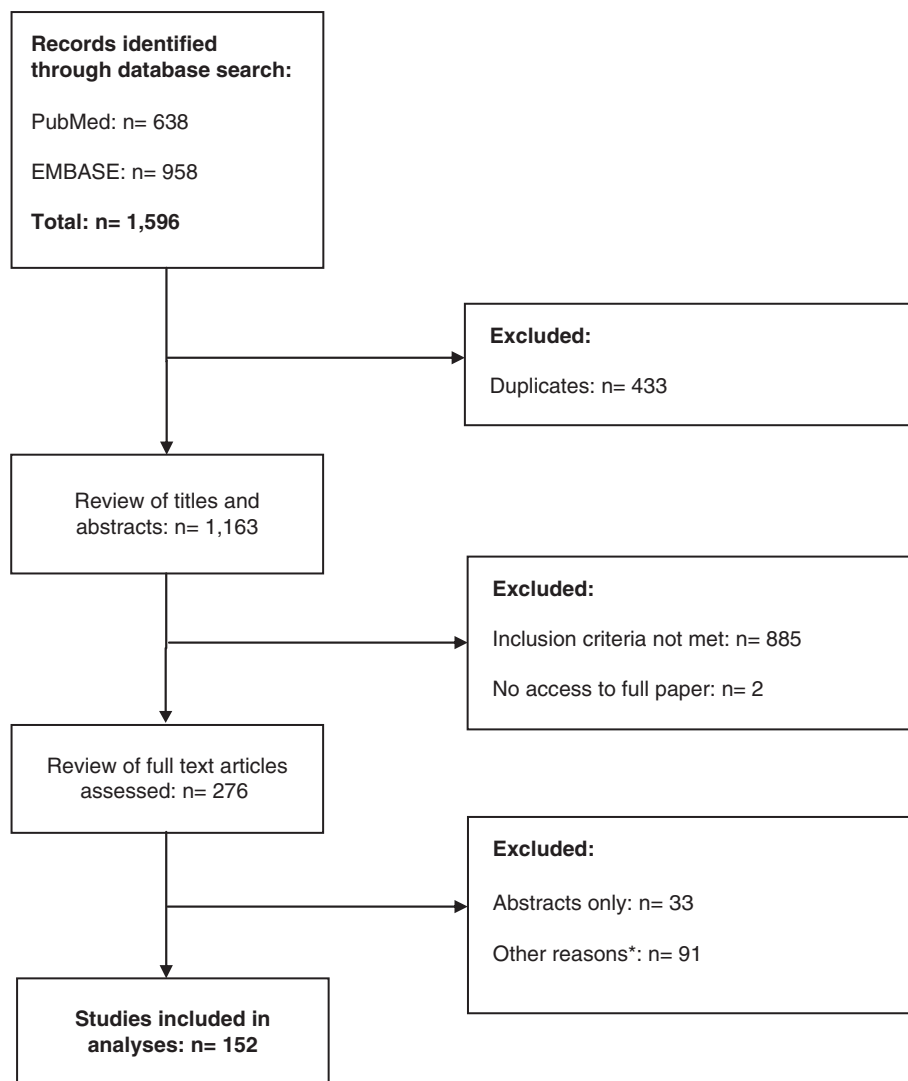 Records identified
through database search:
PubMed: n= 638
EMBASE: n= 958
Total: n= 1,596
Excluded:
Duplicates: n= 433
Review of titles and
abstracts: n= 1,163
Excluded:
Inclusion criteria not met: n= 885
No access to full paper: n= 2
Review of full text articles
assessed: n= 276
Excluded:
Abstracts only: n= 33
Other reasons*: n= 91
Studies included in
analyses: n= 152